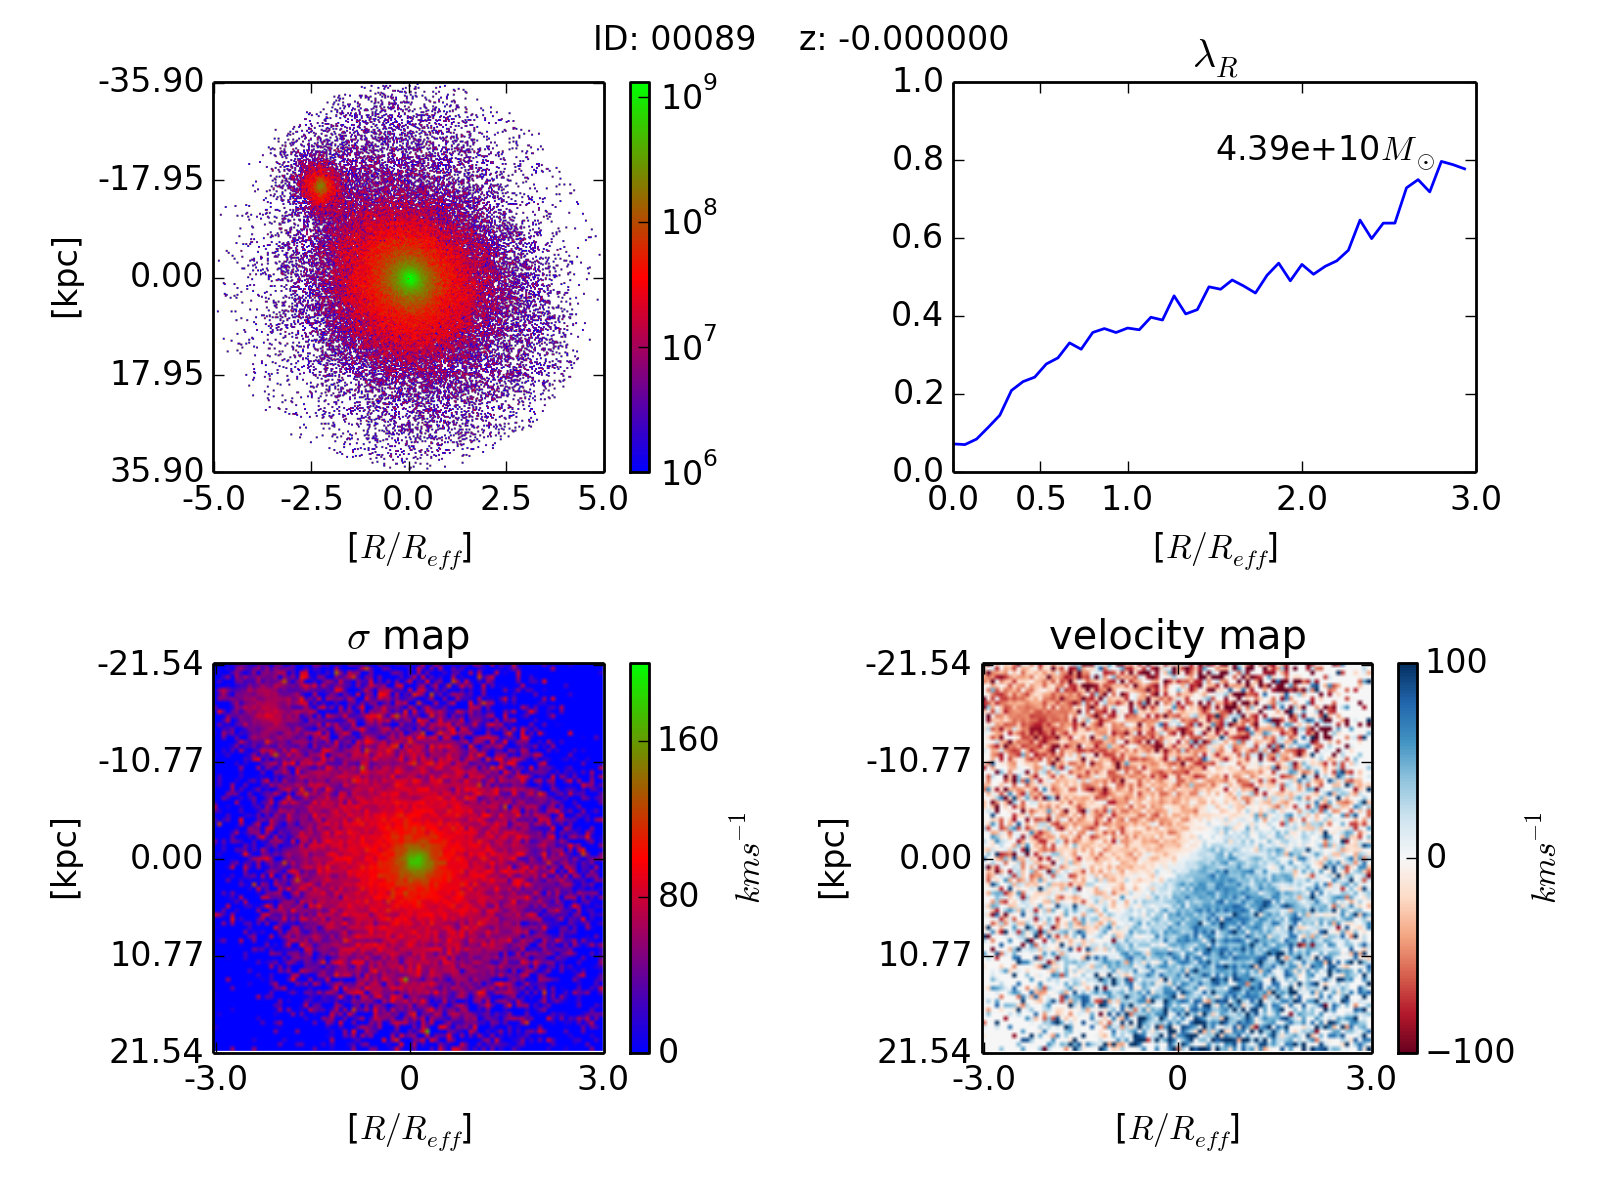 ID: 00089 z: -0.000000
-35.90
-17.95
0.00
17.95
35.90
[kpc]
-5.0 -2.5 0.0 2.5 5.0
[R/R_eff]
10^9
10^8
10^7
10^6
λ_R
1.0
0.8
0.6
0.4
0.2
0.0
4.39e+10M_⊙
0.0 0.5 1.0 2.0 3.0
[R/R_eff]
σ map
-21.54
-10.77
0.00
10.77
21.54
[kpc]
-3.0 0 3.0
[R/R_eff]
160
80
0
kms^−1
velocity map
-21.54
-10.77
0.00
10.77
21.54
[kpc]
-3.0 0 3.0
[R/R_eff]
100
0
−100
kms^−1